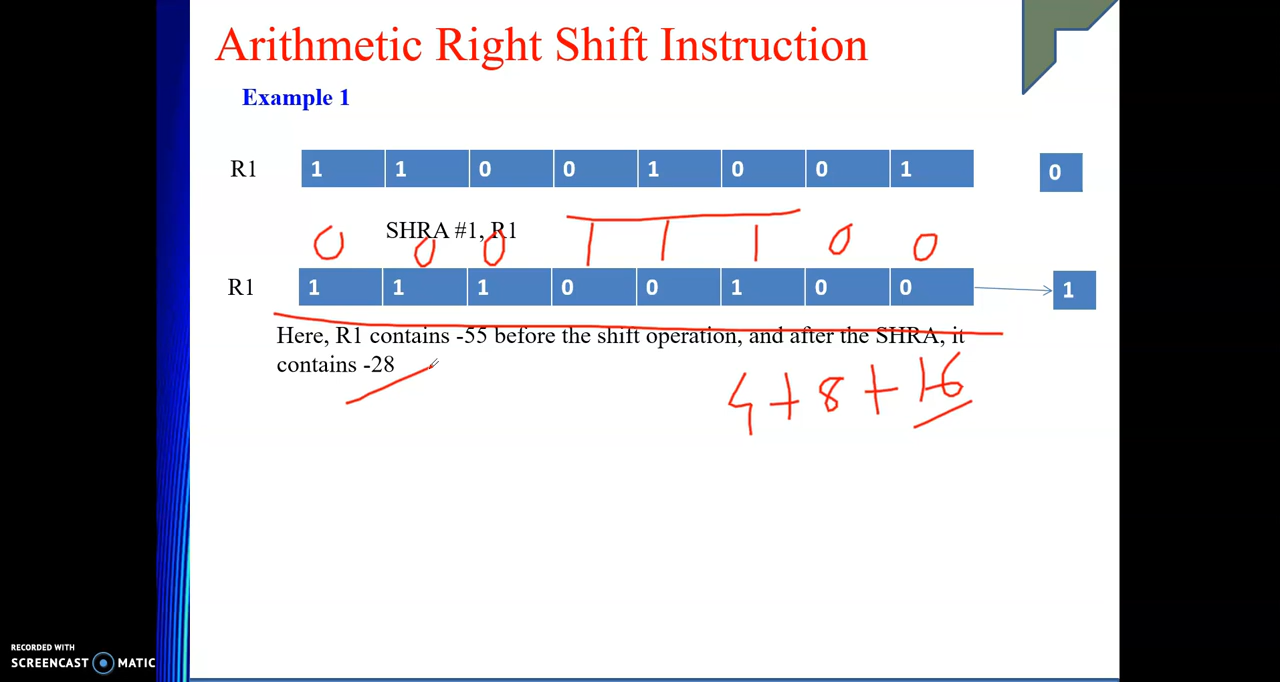 Arithmetic Right Shift Instruction
Example 1
R1 1 1 0 0 1 0 0 1 0
SHRA #1, R1
0 0 0 1 1 1 0 0
R1 1 1 1 0 0 1 0 0 1
Here, R1 contains -55 before the shift operation, and after the SHRA, it
contains -28
4+8+16
RECORDED WITH
SCREENCAST MATIC